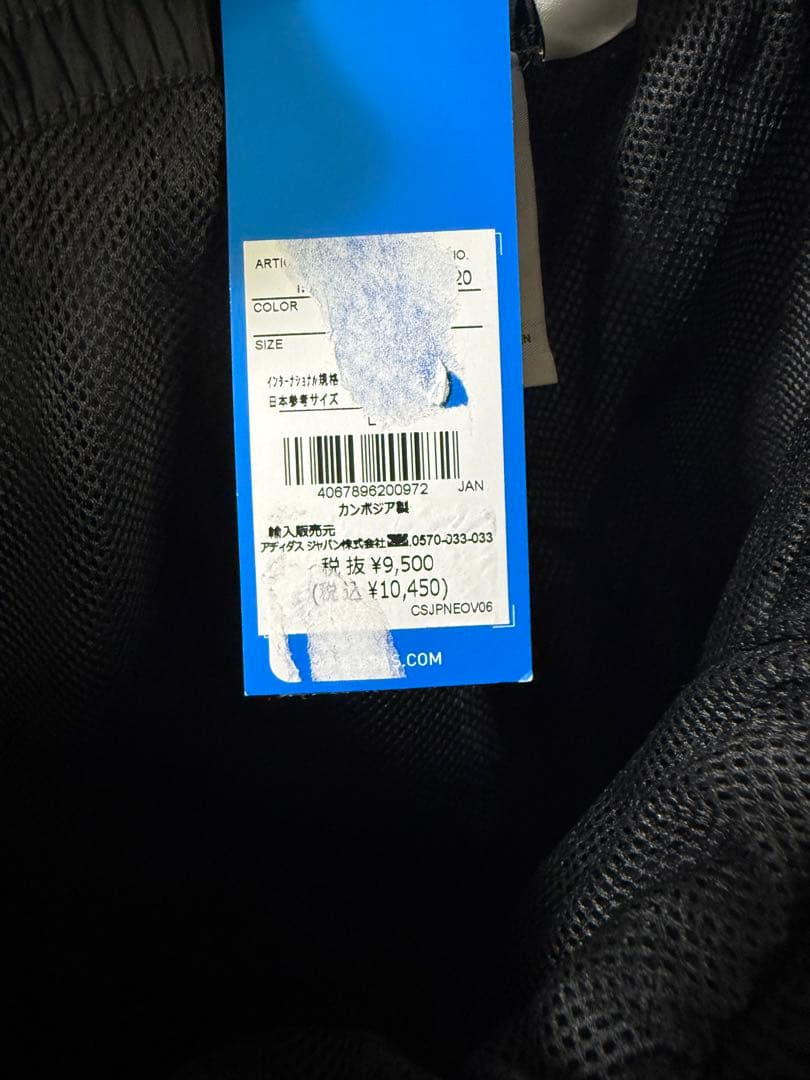 NO.
20
COLOR
SIZE
インターナショナル規格
日本参考サイズ
L
4067896200972 JAN
カンボジア製
輸入販売元
アディダス ジャパン株式会社 0570-033-033
税 抜 ¥9,500
(税込 ¥10,450)
CSJPNEOV06
S.COM